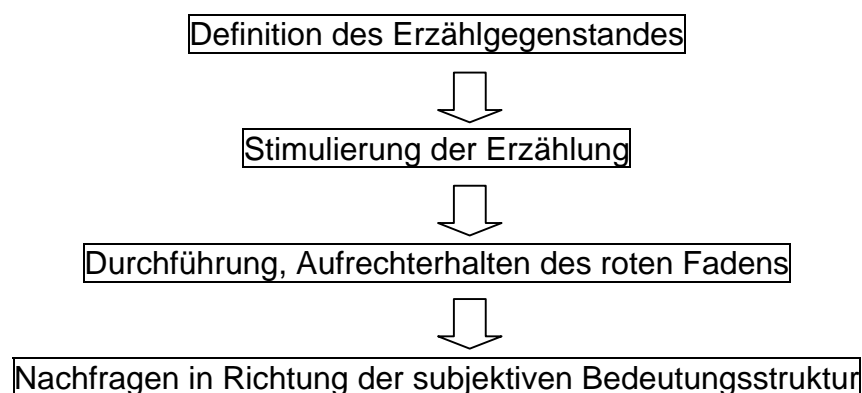 Definition des Erzählgegenstandes
Stimulierung der Erzählung
Durchführung, Aufrechterhalten des roten Fadens
Nachfragen in Richtung der subjektiven Bedeutungsstruktur